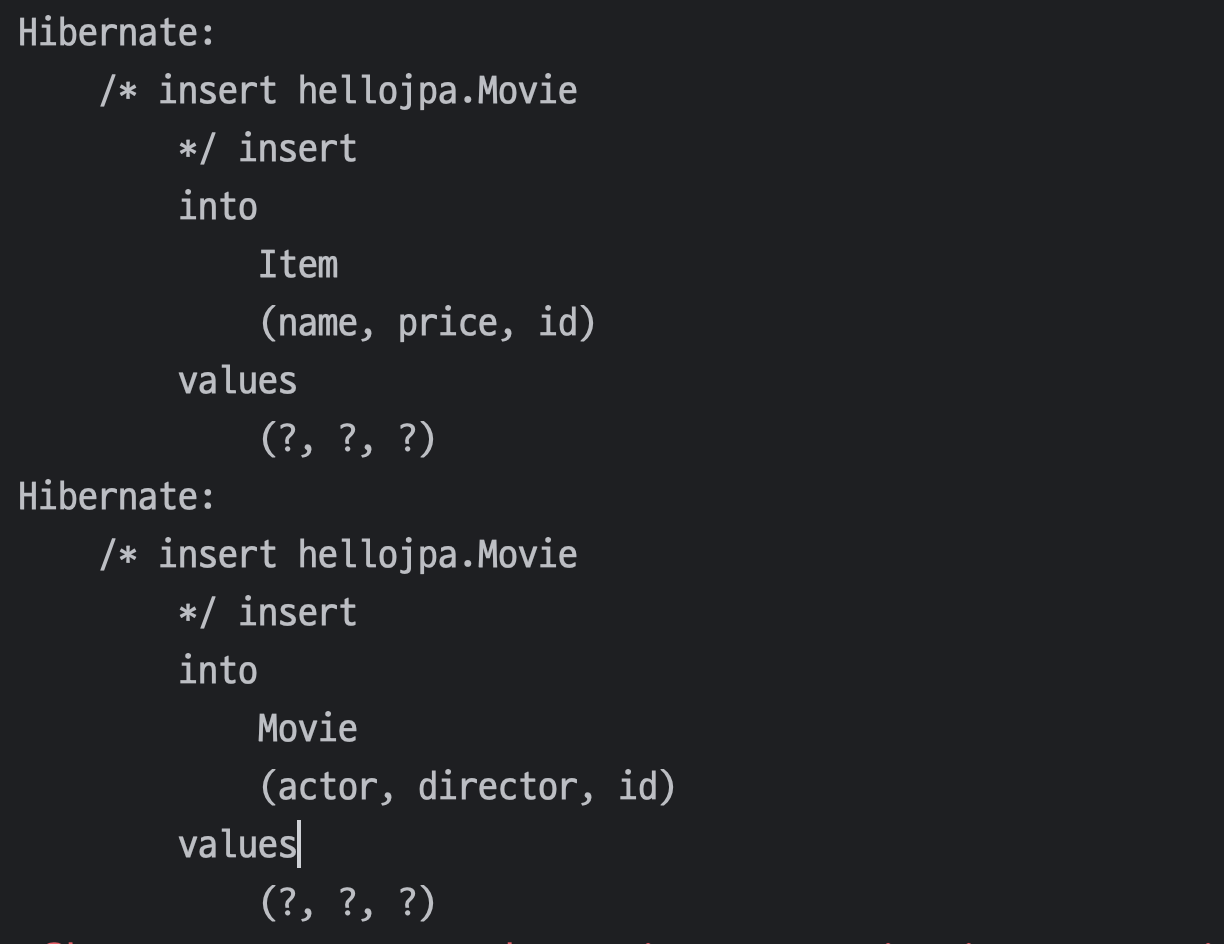 Hibernate:
/* insert hellojpa.Movie
*/ insert
into
Item
(name, price, id)
values
(?, ?, ?)
Hibernate:
/* insert hellojpa.Movie
*/ insert
into
Movie
(actor, director, id)
values
(?, ?, ?)